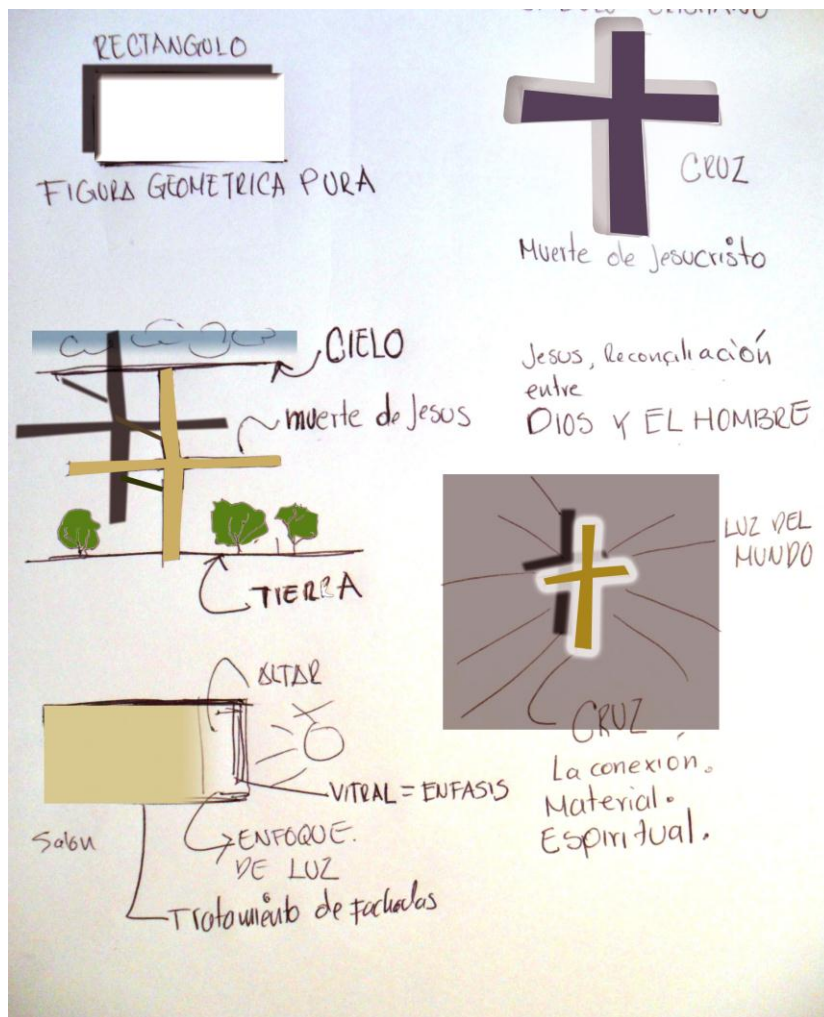 RECTANGULO
FIGURA GEOMETRICA PURA
CRUZ
Muerte de Jesucristo
CIELO
muerte de Jesus
TIERRA
Jesus, Reconciliación
entre
DIOS Y EL HOMBRE
LUZ DEL
MUNDO
CRUZ
La conexión.
Material.
Espiritual.
ALTAR
VITRAL = ENFASIS
Salon
ENFOQUE.
DE LUZ
Tratamiento de fachadas